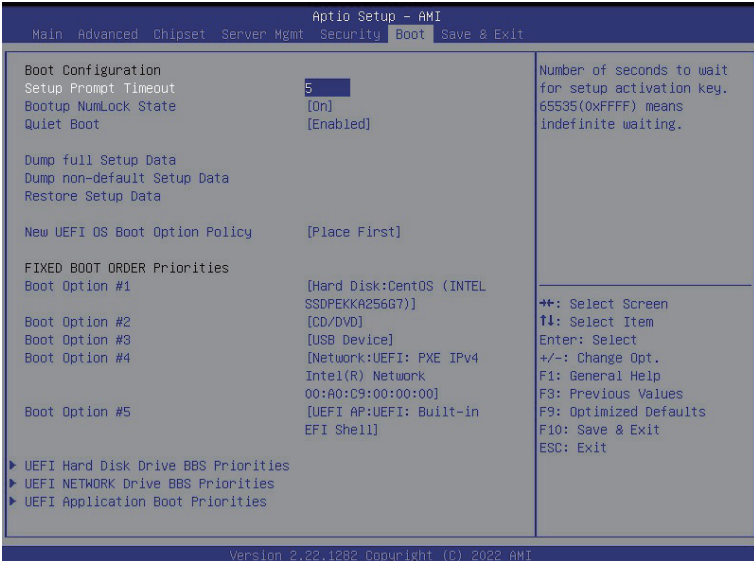 Aptio Setup – AMI
Main Advanced Chipset Server Mgmt Security Boot Save & Exit
Boot Configuration
Setup Prompt Timeout 5
Bootup NumLock State [On]
Quiet Boot [Enabled]
Dump full Setup Data
Dump non-default Setup Data
Restore Setup Data
New UEFI OS Boot Option Policy [Place First]
FIXED BOOT ORDER Priorities
Boot Option #1 [Hard Disk:CentOS (INTEL
SSDPEKKA256G7)]
Boot Option #2 [CD/DVD]
Boot Option #3 [USB Device]
Boot Option #4 [Network:UEFI: PXE IPv4
Intel(R) Network
00:A0:C9:00:00:00]
Boot Option #5 [UEFI AP:UEFI: Built-in
EFI Shell]
UEFI Hard Disk Drive BBS Priorities
UEFI NETWORK Drive BBS Priorities
UEFI Application Boot Priorities
Number of seconds to wait
for setup activation key.
65535(0xFFFF) means
indefinite waiting.
→←: Select Screen
↑↓: Select Item
Enter: Select
+/-: Change Opt.
F1: General Help
F3: Previous Values
F9: Optimized Defaults
F10: Save & Exit
ESC: Exit
Version 2.22.1282 Copyright (C) 2022 AMI